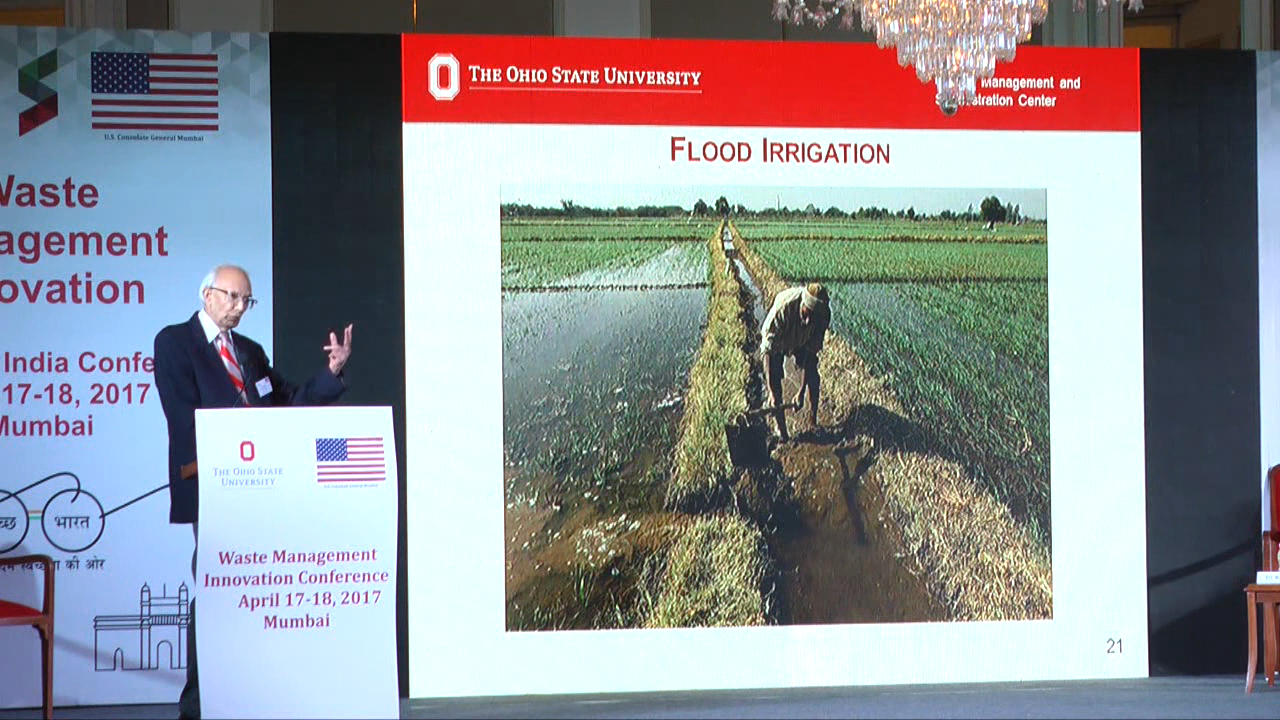 U.S. Consulate General Mumbai
Waste
agement
ovation
India Confe
17-18, 2017
Mumbai
च्छ
भारत
की ओर
THE OHIO STATE UNIVERSITY
Management and
stration Center
FLOOD IRRIGATION
21
THE OHIO STATE
UNIVERSITY
Waste Management
Innovation Conference
April 17-18, 2017
Mumbai